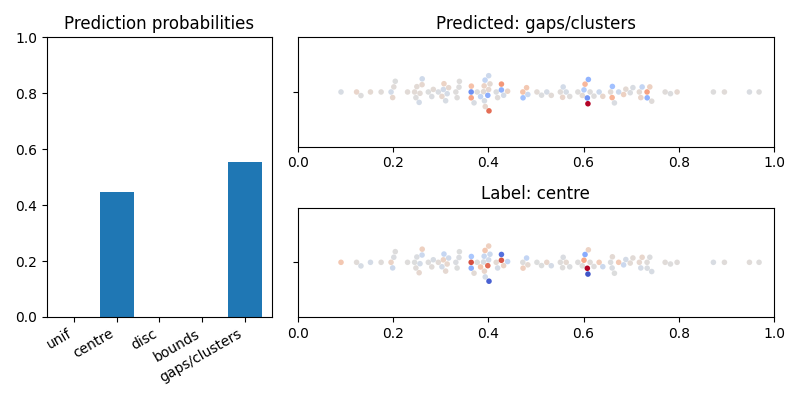 Prediction probabilities
1.0
0.8
0.6
0.4
0.2
0.0
unif
centre
disc
bounds
gaps/clusters
Predicted: gaps/clusters
0.0 0.2 0.4 0.6 0.8 1.0
Label: centre
0.0 0.2 0.4 0.6 0.8 1.0